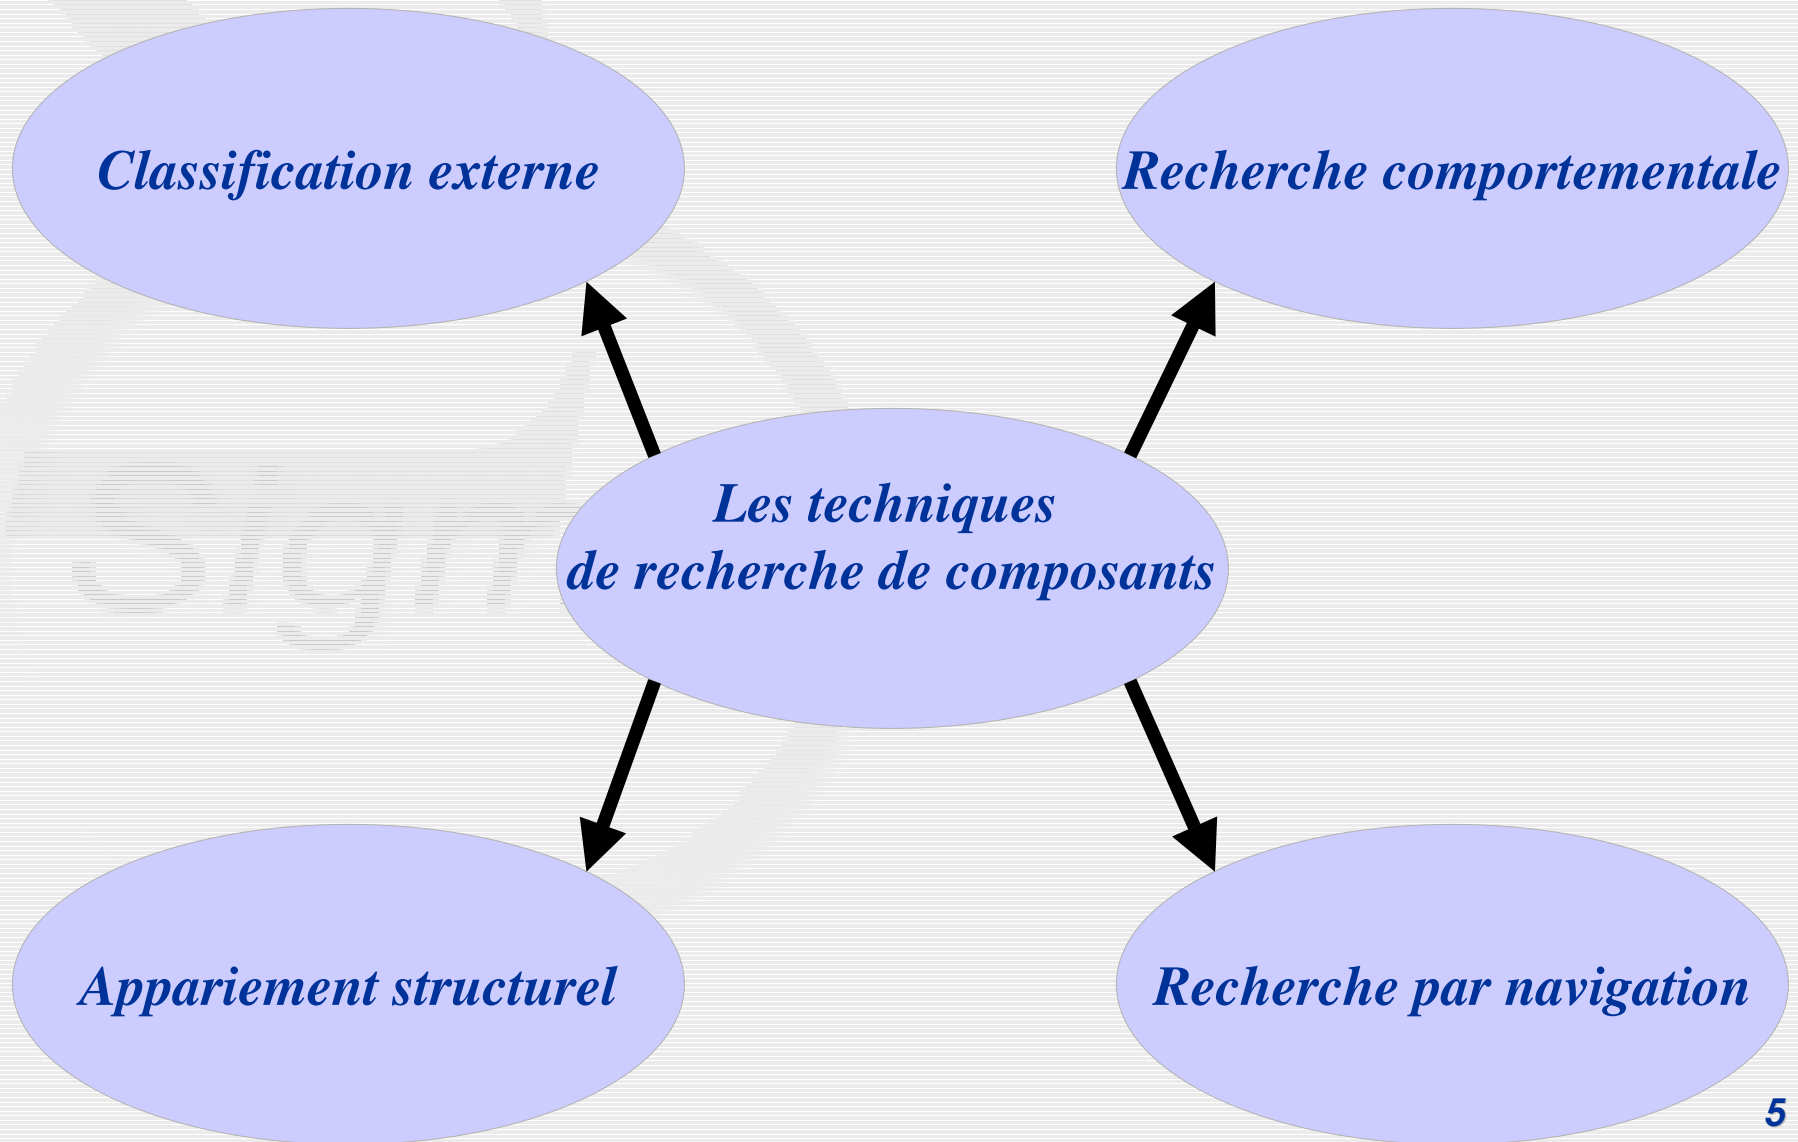 Classification externe
Recherche comportementale
Les techniques
de recherche de composants
Appariement structurel
Recherche par navigation
5